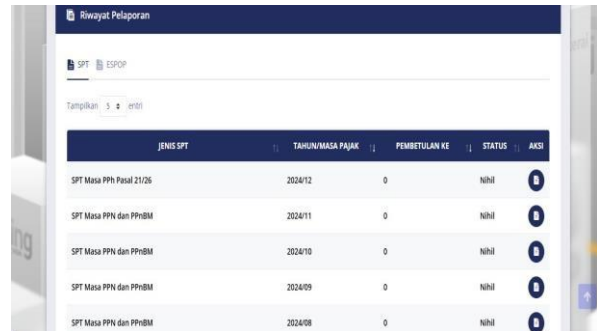 Riwayat Pelaporan
SPT ESPOP
Tampilkan 5 entri
JENIS SPT TAHUN/MASA PAJAK PEMBETULAN KE STATUS AKSI
SPT Masa PPh Pasal 21/26 2024/12 0 Nihil
SPT Masa PPN dan PPnBM 2024/11 0 Nihil
SPT Masa PPN dan PPnBM 2024/10 0 Nihil
SPT Masa PPN dan PPnBM 2024/09 0 Nihil
SPT Masa PPN dan PPnBM 2024/08 0 Nihil
ing